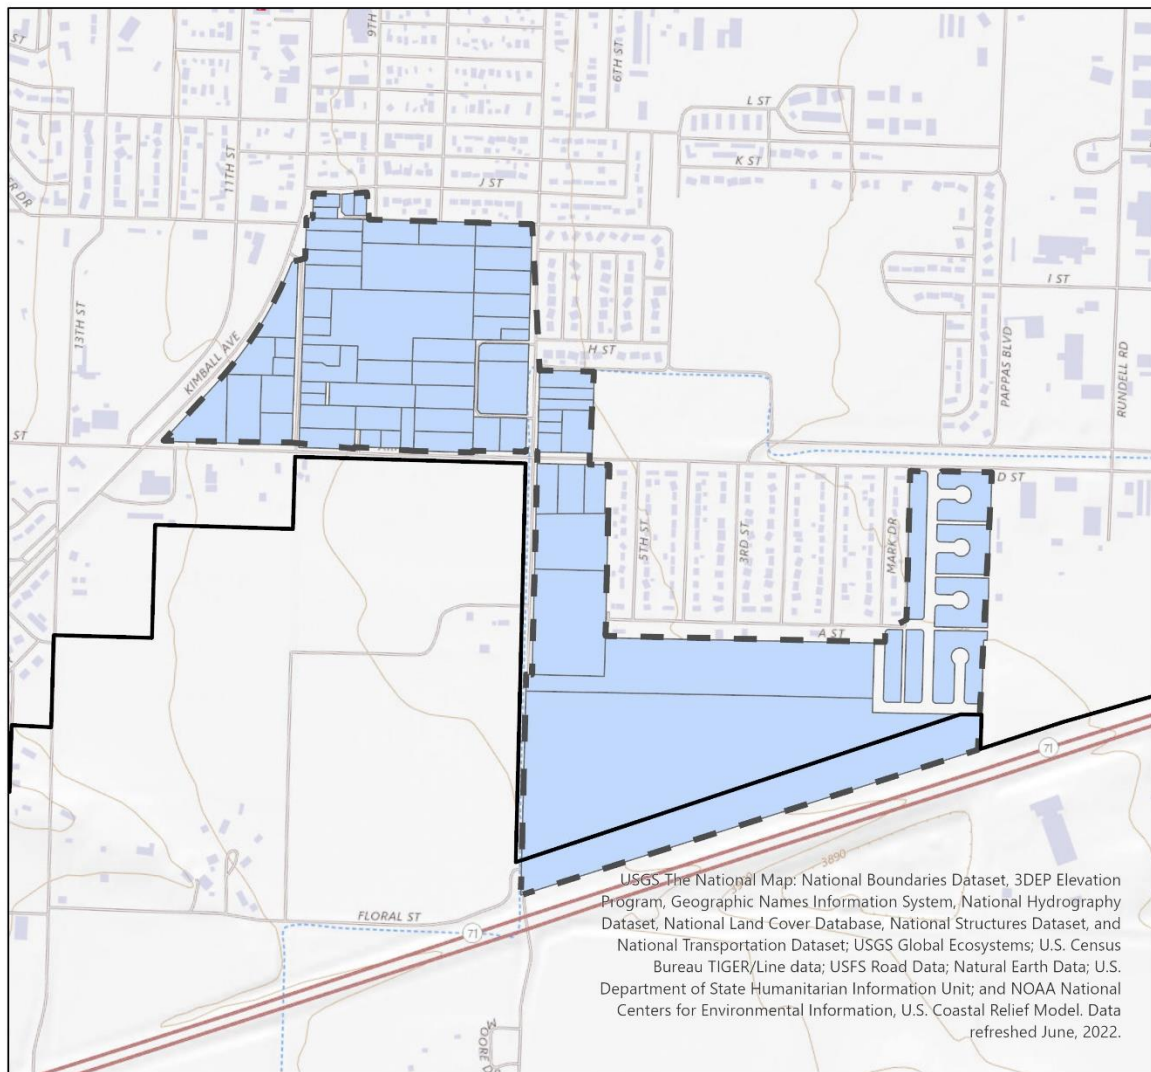 ST
9TH
6TH ST
L ST
K ST
11TH ST
J ST
ER DR
I ST
13TH ST
KIMBALL AVE
H ST
PAPPAS BLVD
RUNDELL RD
ST
D ST
5TH ST
3RD ST
MARK DR
A ST
71
3890
FLORAL ST
71
MOORE D
USGS The National Map: National Boundaries Dataset, 3DEP Elevation
Program, Geographic Names Information System, National Hydrography
Dataset, National Land Cover Database, National Structures Dataset, and
National Transportation Dataset; USGS Global Ecosystems; U.S. Census
Bureau TIGER/Line data; USFS Road Data; Natural Earth Data; U.S.
Department of State Humanitarian Information Unit; and NOAA National
Centers for Environmental Information, U.S. Coastal Relief Model. Data
refreshed June, 2022.